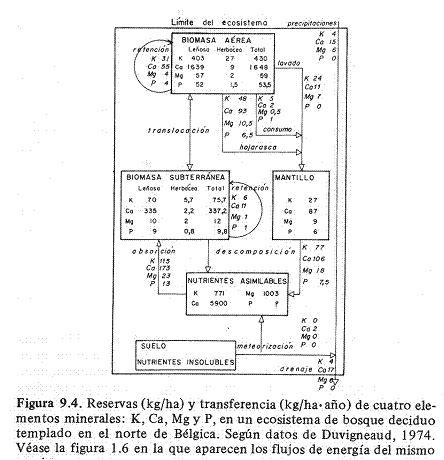 Límite del ecosistema
precipitaciones
K 4
Ca 15
Mg 6
P 0
BIOMASA AÉREA
Leñosa Herbácea Total
K 403 27 430
Ca 1639 9 1648
Mg 57 2 59
P 52 1,5 53,5
retención
K 31
Ca 55
Mg 4
P 4
lavado
K 24
Ca 11
Mg 7
P 0
K 5
Ca 2
Mg 0,5
P 1
consumo
K 48
Ca 93
Mg 10,5
P 6,5
hojarasca
translocación
BIOMASA SUBTERRÁNEA
Leñosa Herbácea Total
K 70 5,7 75,7
Ca 335 2,2 337,2
Mg 10 2 12
P 9 0,8 9,8
retención
K 6
Ca 11
Mg 1
P 1
MANTILLO
K 27
Ca 87
Mg 9
P 6
absorción
K 115
Ca 173
Mg 23
P 13
descomposición
K 77
Ca 106
Mg 18
P 7,5
NUTRIENTES ASIMILABLES
K 771 Mg 1003
Ca 5900 P ?
K 0
Ca 2
Mg 0
P 0
meteorización
SUELO
NUTRIENTES INSOLUBLES
drenaje
K 4
Ca 17
Mg 6
P 0
Figura 9.4. Reservas (kg/ha) y transferencia (kg/ha·año) de cuatro ele-
mentos minerales: K, Ca, Mg y P, en un ecosistema de bosque deciduo
templado en el norte de Bélgica. Según datos de Duvigneaud, 1974.
Véase la figura 1.6 en la que aparecen los flujos de energía del mismo